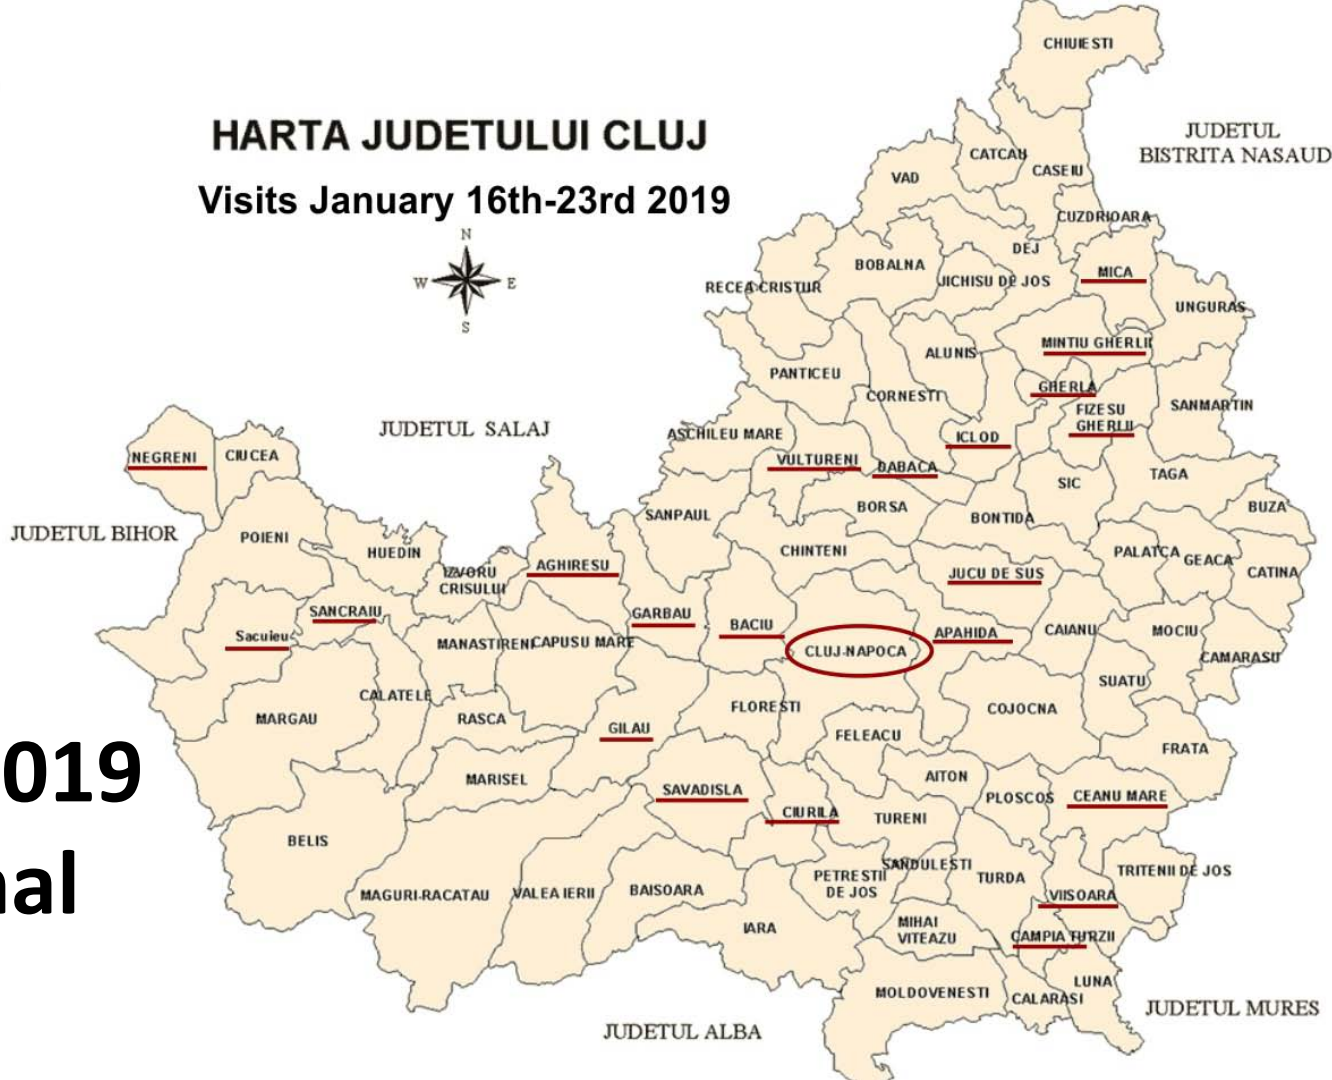 CHIUIESTI
HARTA JUDETULUI CLUJ
JUDETUL
BISTRITA NASAUD
CATCAU
CASEIU
VAD
Visits January 16th-23rd 2019
CUZDRIOARA
N
W
E
S
DEJ
BOBALNA
MICA
JICHISU DE JOS
RECEA CRISTUR
UNGURAS
MINTIU GHERLII
ALUNIS
PANTICEU
GHERLA
CORNESTI
FIZESU
GHERLII
SANMARTIN
JUDETUL SALAJ
ASCHILEU MARE
ICLOD
NEGRENI
CIUCEA
VULTURENI
DABACA
TAGA
SIC
BORSA
BUZA
SANPAUL
BONTIDA
JUDETUL BIHOR
POIENI
HUEDIN
CHINTENI
PALATCA
GEACA
CATINA
AGHIRESU
IZVORU
CRISULUI
JUCU DE SUS
SANCRAIU
GARBAU
BACIU
APAHIDA
CAIANU
MOCIU
Sacuieu
MANASTIRENI
CAPUSU MARE
CLUJ-NAPOCA
CAMARASU
SUATU
CALATELE
MARGAU
RASCA
FLORESTI
COJOCNA
GILAU
FELEACU
FRATA
019
MARISEL
AITON
SAVADISLA
PLOSCOS
CEANU MARE
CIURILA
TURENI
BELIS
SANDULESTI
TRITENII DE JOS
nal
PETRESTII
DE JOS
TURDA
MAGURI-RACATAU
VALEA IERII
BAISOARA
VIISOARA
IARA
MIHAI
VITEAZU
CAMPIA TURZII
LUNA
MOLDOVENESTI
CALARASI
JUDETUL MURES
JUDETUL ALBA